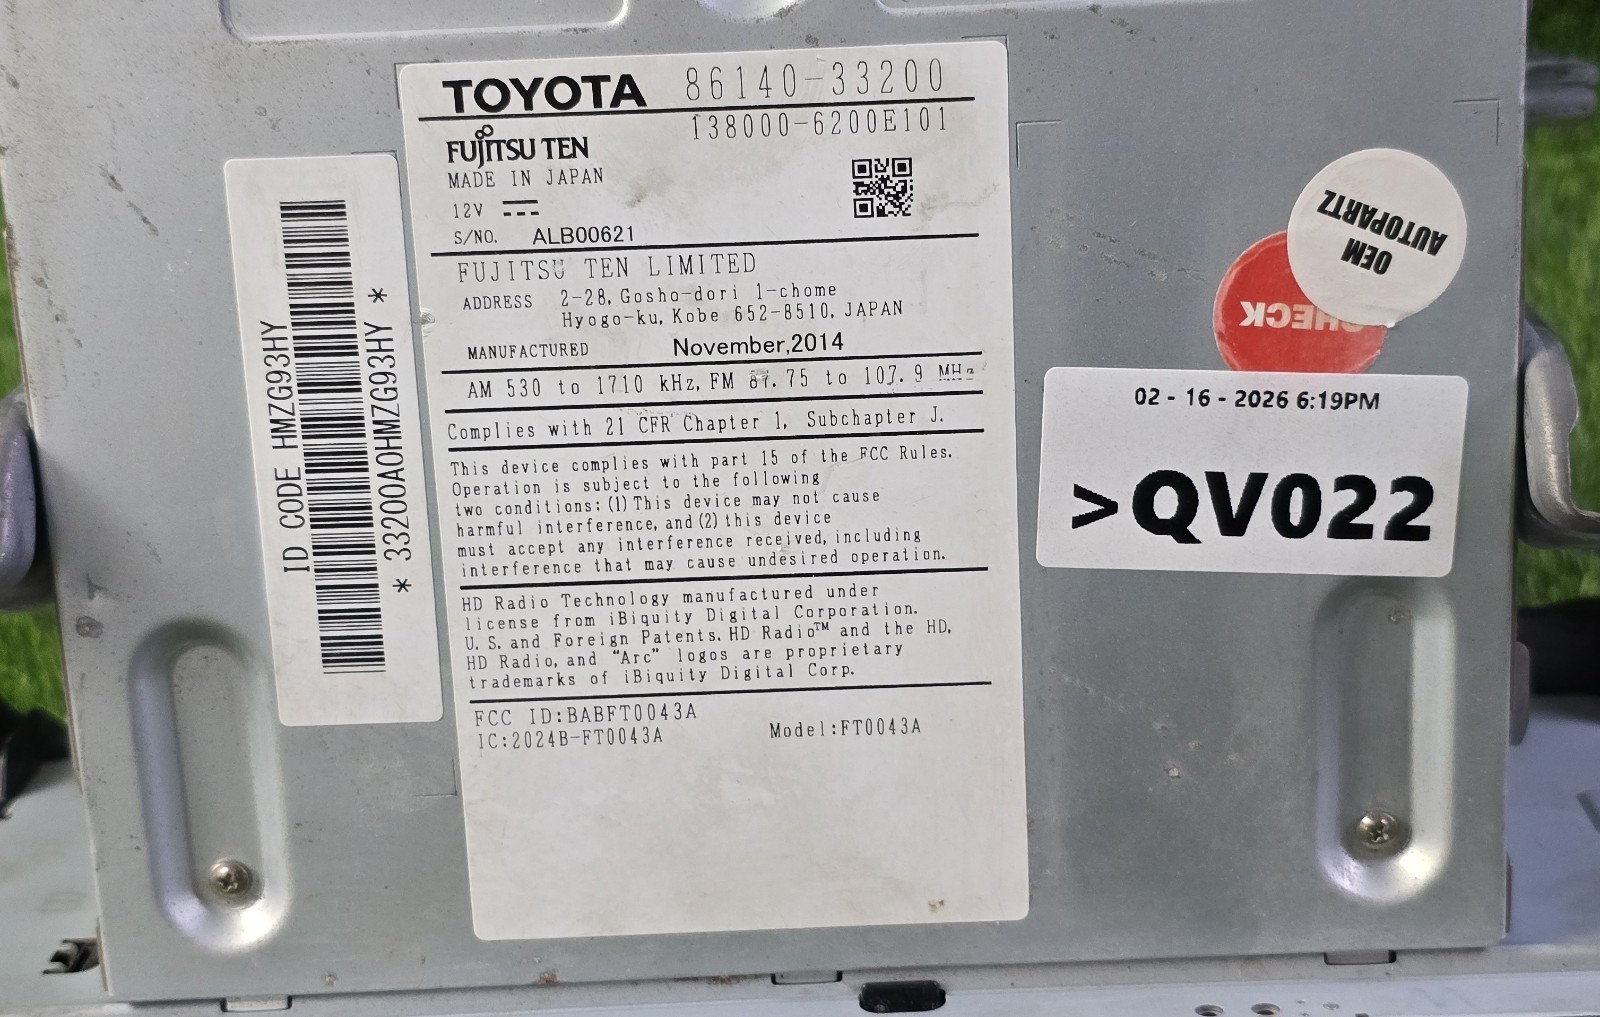 TOYOTA 86140-33200
138000-6200E101
FUJITSU TEN
MADE IN JAPAN
12V
S/NO. ALB00621
FUJITSU TEN LIMITED
ADDRESS 2-28, Gosho-dori 1-chome
Hyogo-ku, Kobe 652-8510, JAPAN
MANUFACTURED November,2014
AM 530 to 1710 kHz, FM 87.75 to 107.9 MHz
Complies with 21 CFR Chapter 1, Subchapter J.
This device complies with part 15 of the FCC Rules.
Operation is subject to the following
two conditions: (1) This device may not cause
harmful interference, and (2) this device
must accept any interference received, including
interference that may cause undesired operation.
HD Radio Technology manufactured under
license from iBiquity Digital Corporation.
U.S. and Foreign Patents. HD Radio™ and the HD,
HD Radio, and “Arc” logos are proprietary
trademarks of iBiquity Digital Corp.
FCC ID:BABFT0043A
IC:2024B-FT0043A Model:FT0043A
ID CODE HMZG93HY
* 33200A0HMZG93HY *
OEM
AUTOPARTZ
CHECK
02 - 16 - 2026 6:19PM
>QV022